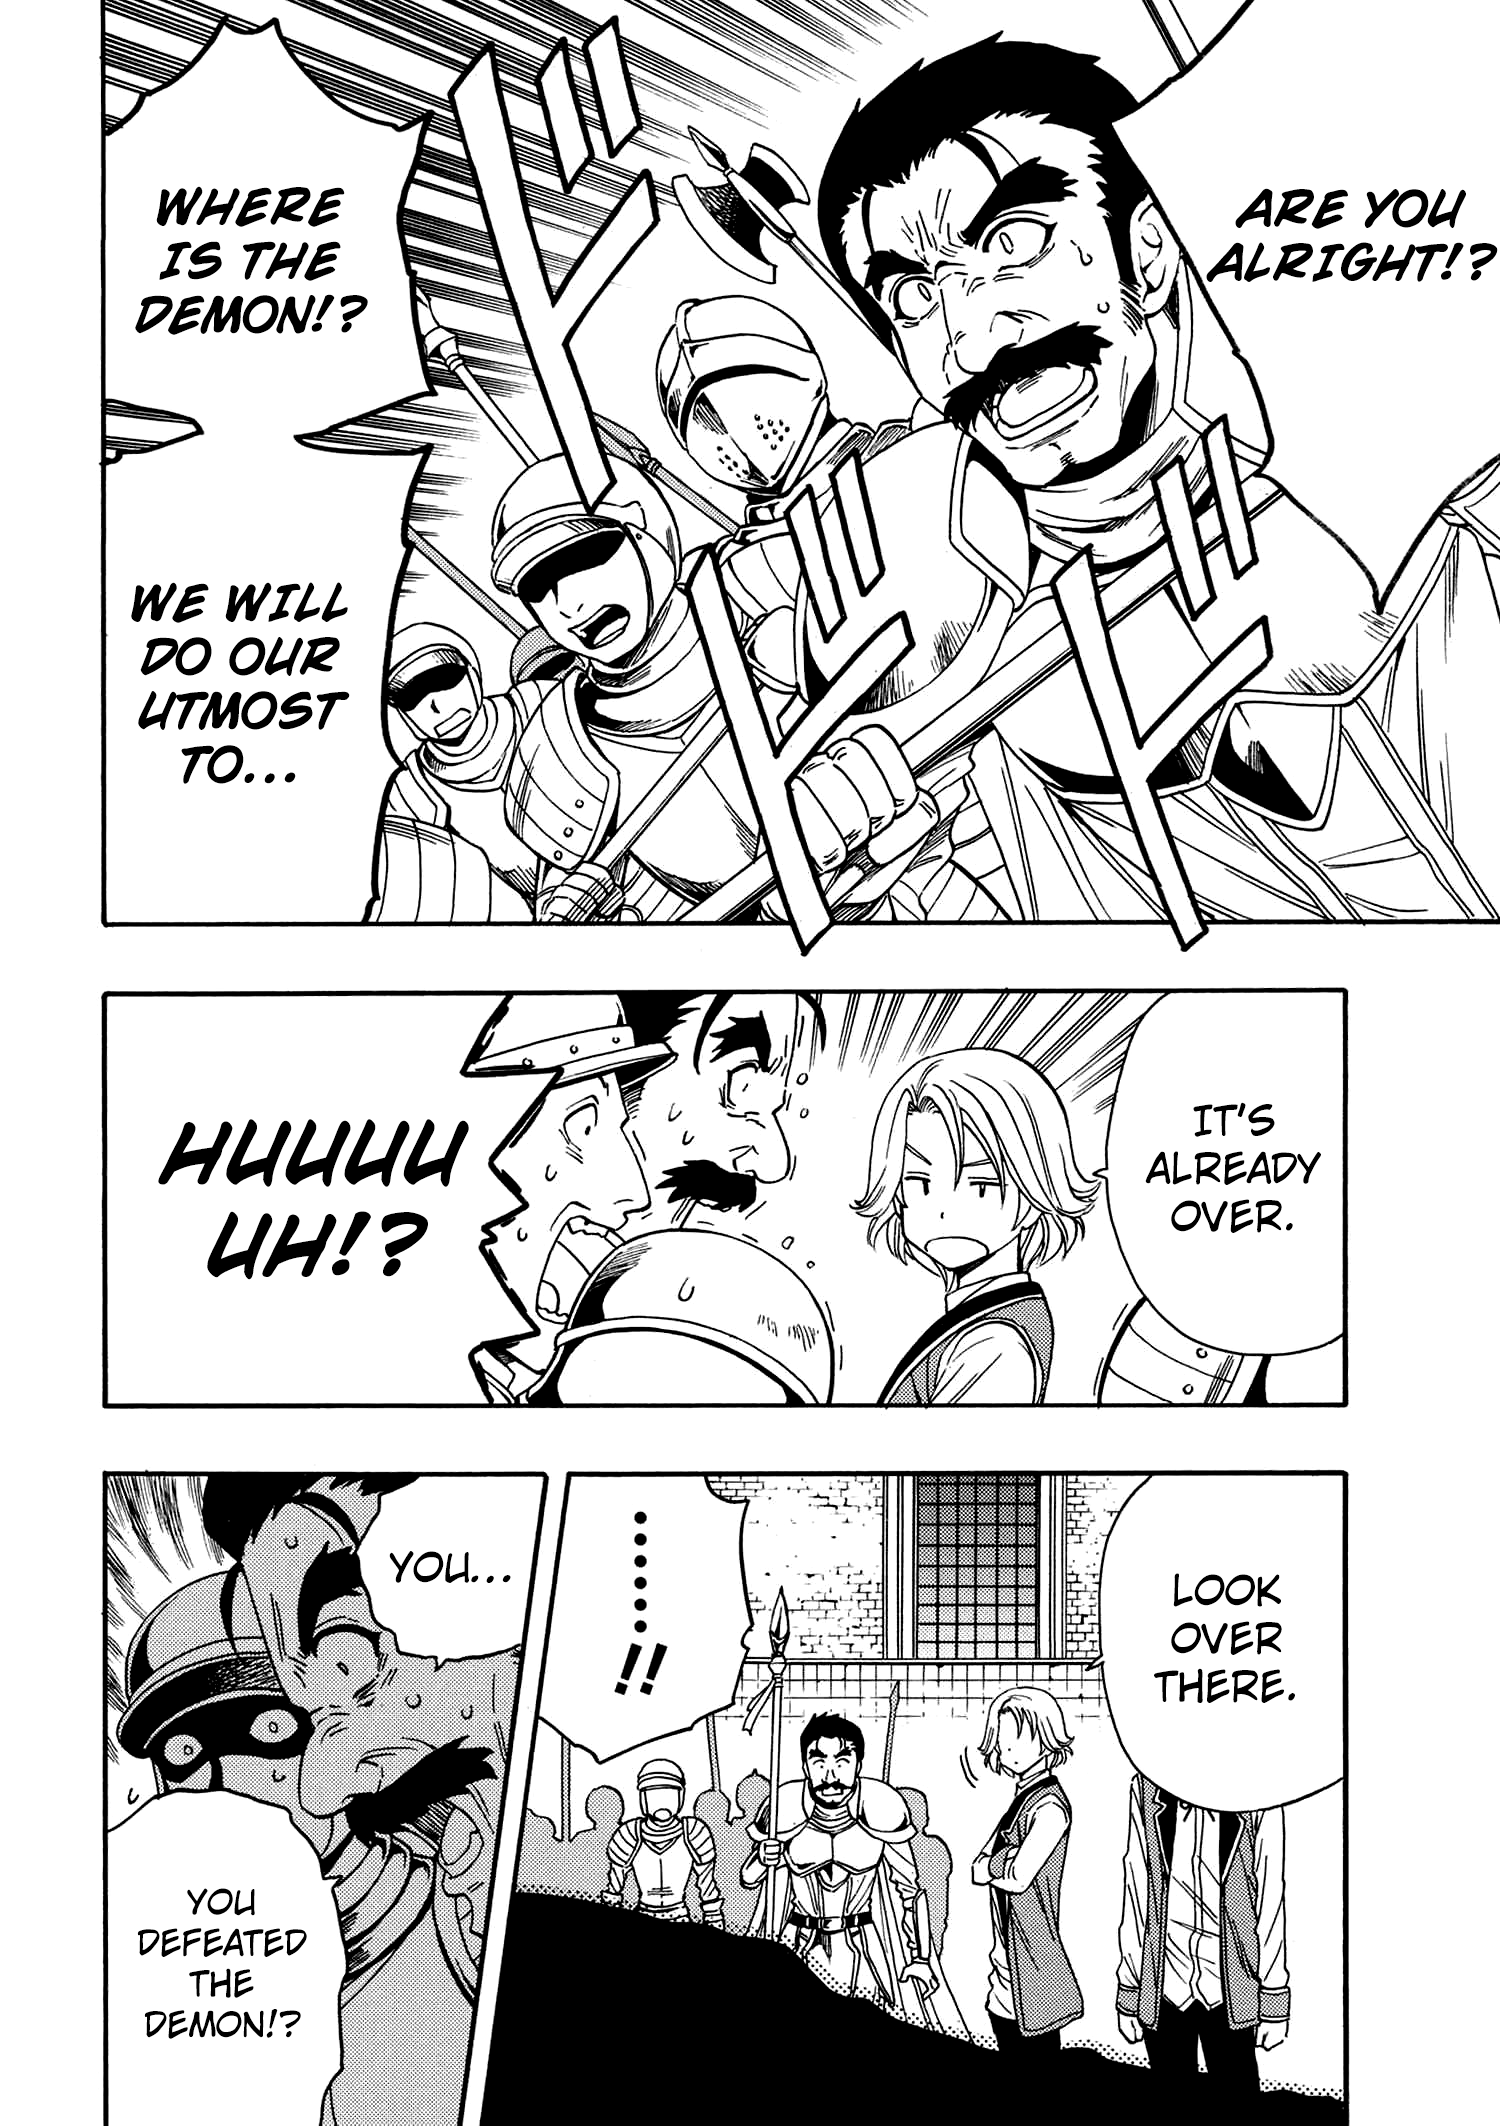 ARE YOU
ALRIGHT!?
WHERE
IS THE
DEMON!?
WE WILL
DO OUR
UTMOST
TO...
ドドドド
IT'S
ALREADY
OVER.
HUUUU
UH!?
LOOK
OVER
THERE.
......!!
YOU...
YOU
DEFEATED
THE
DEMON!?